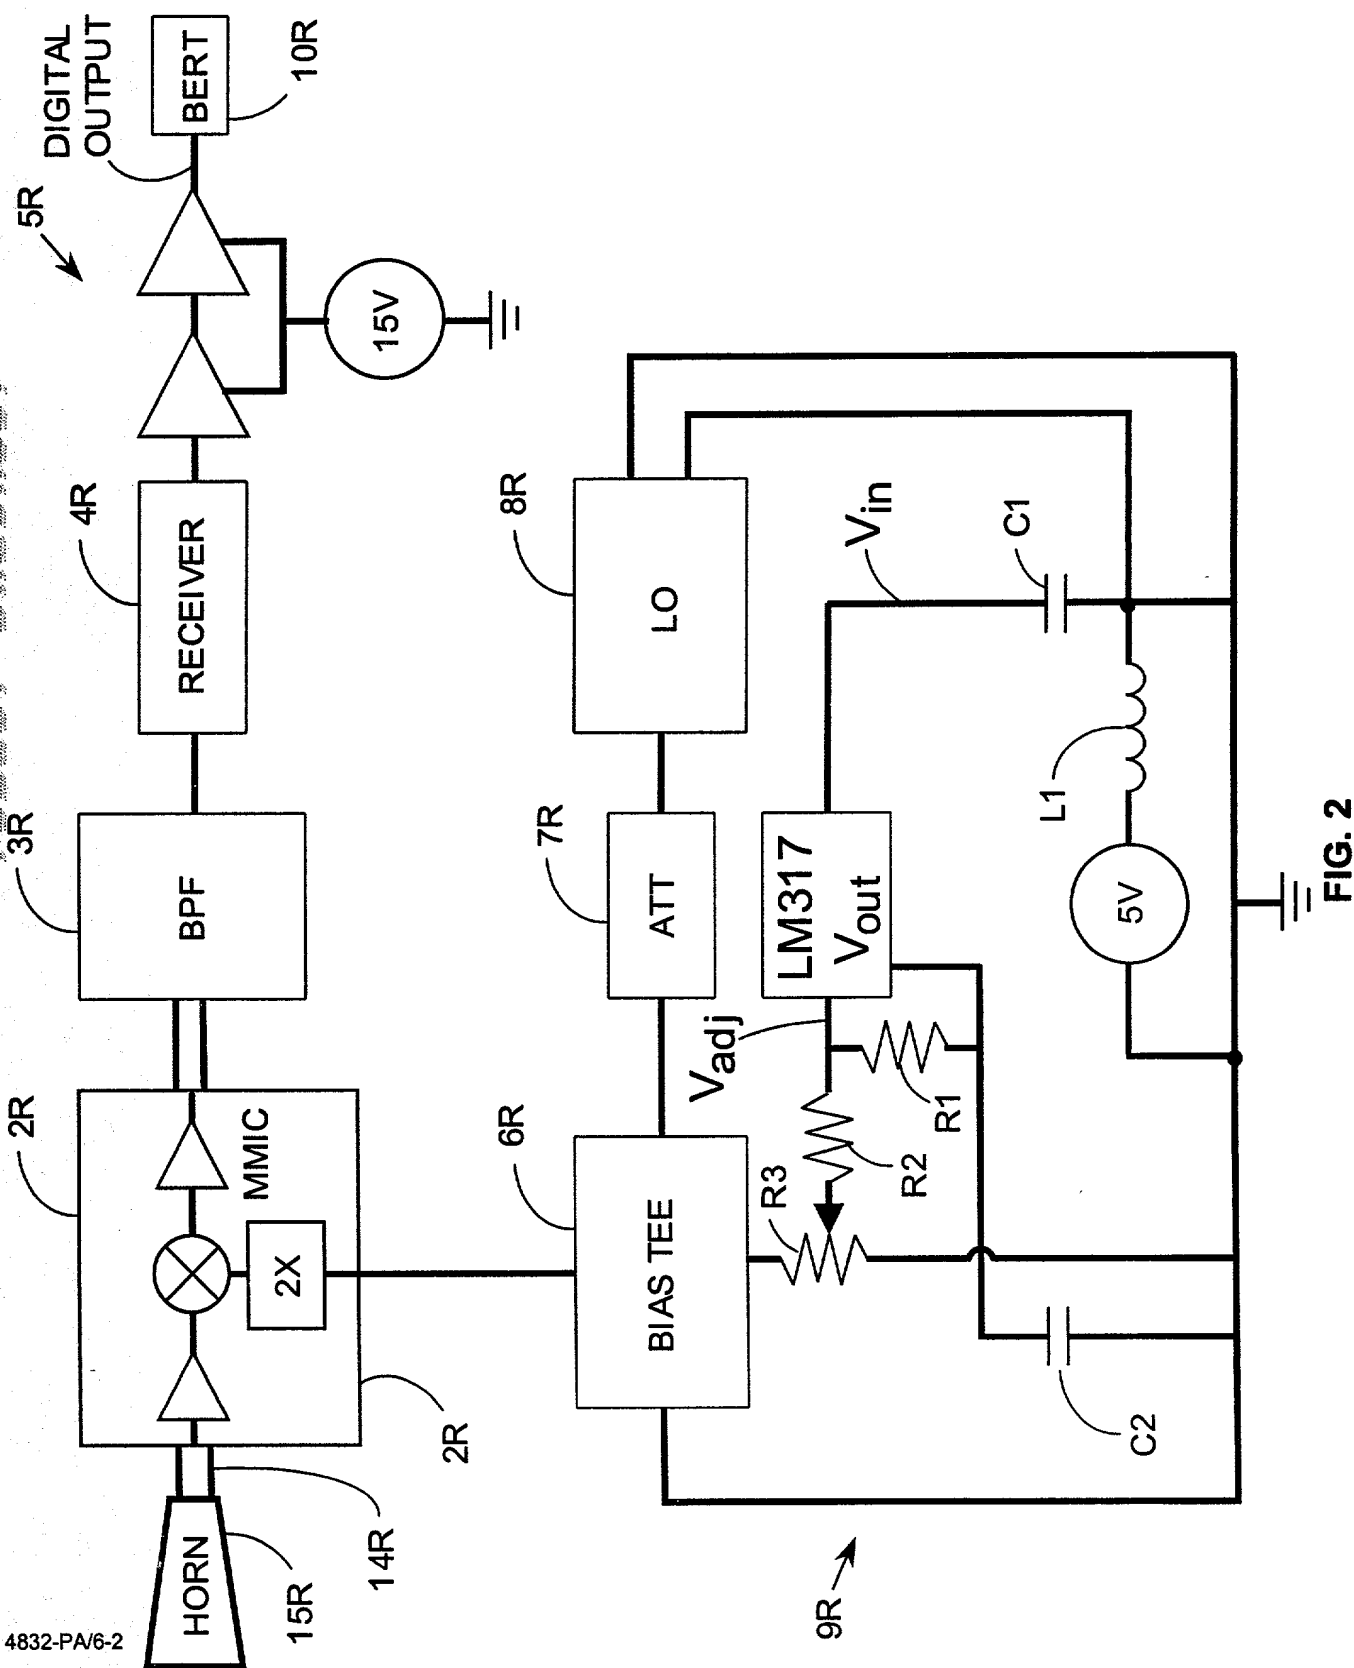 4832-PA/6-2
HORN
15R
14R
2R
2R
MMIC
2X
3R
BPF
4R
RECEIVER
5R
DIGITAL
OUTPUT
BERT
10R
15V
6R
BIAS TEE
7R
ATT
8R
LO
Vadj
LM317
Vout
Vin
R1
R2
R3
C1
C2
L1
5V
9R
FIG. 2